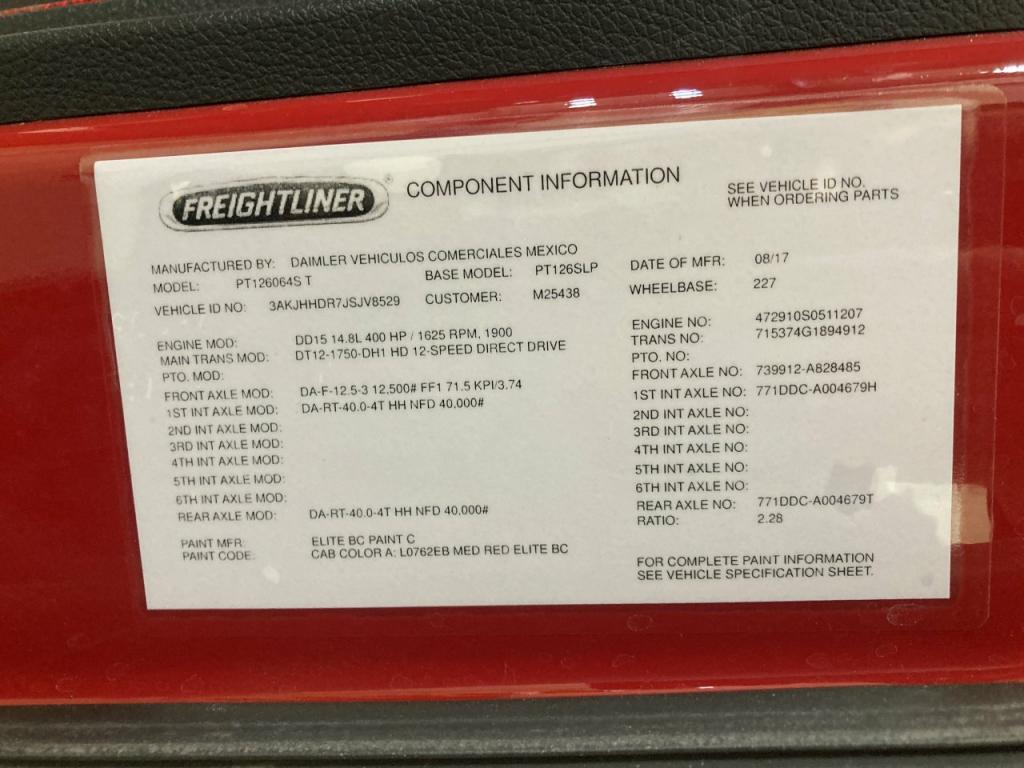 FREIGHTLINER® COMPONENT INFORMATION
SEE VEHICLE ID NO.
WHEN ORDERING PARTS
MANUFACTURED BY: DAIMLER VEHICULOS COMERCIALES MEXICO
MODEL: PT126064S T BASE MODEL: PT126SLP
VEHICLE ID NO: 3AKJHHDR7JSJV8529 CUSTOMER: M25438
DATE OF MFR: 08/17
WHEELBASE: 227
ENGINE MOD: DD15 14.8L 400 HP / 1625 RPM, 1900
MAIN TRANS MOD: DT12-1750-DH1 HD 12-SPEED DIRECT DRIVE
PTO. MOD:
FRONT AXLE MOD: DA-F-12.5-3 12,500# FF1 71.5 KPI/3.74
1ST INT AXLE MOD: DA-RT-40.0-4T HH NFD 40,000#
2ND INT AXLE MOD:
3RD INT AXLE MOD:
4TH INT AXLE MOD:
5TH INT AXLE MOD:
6TH INT AXLE MOD:
REAR AXLE MOD: DA-RT-40.0-4T HH NFD 40,000#
ENGINE NO: 472910S0511207
TRANS NO: 715374G1894912
PTO. NO:
FRONT AXLE NO: 739912-A828485
1ST INT AXLE NO: 771DDC-A004679H
2ND INT AXLE NO:
3RD INT AXLE NO:
4TH INT AXLE NO:
5TH INT AXLE NO:
6TH INT AXLE NO:
REAR AXLE NO: 771DDC-A004679T
RATIO: 2.28
PAINT MFR: ELITE BC PAINT C
PAINT CODE: CAB COLOR A: L0762EB MED RED ELITE BC
FOR COMPLETE PAINT INFORMATION
SEE VEHICLE SPECIFICATION SHEET.